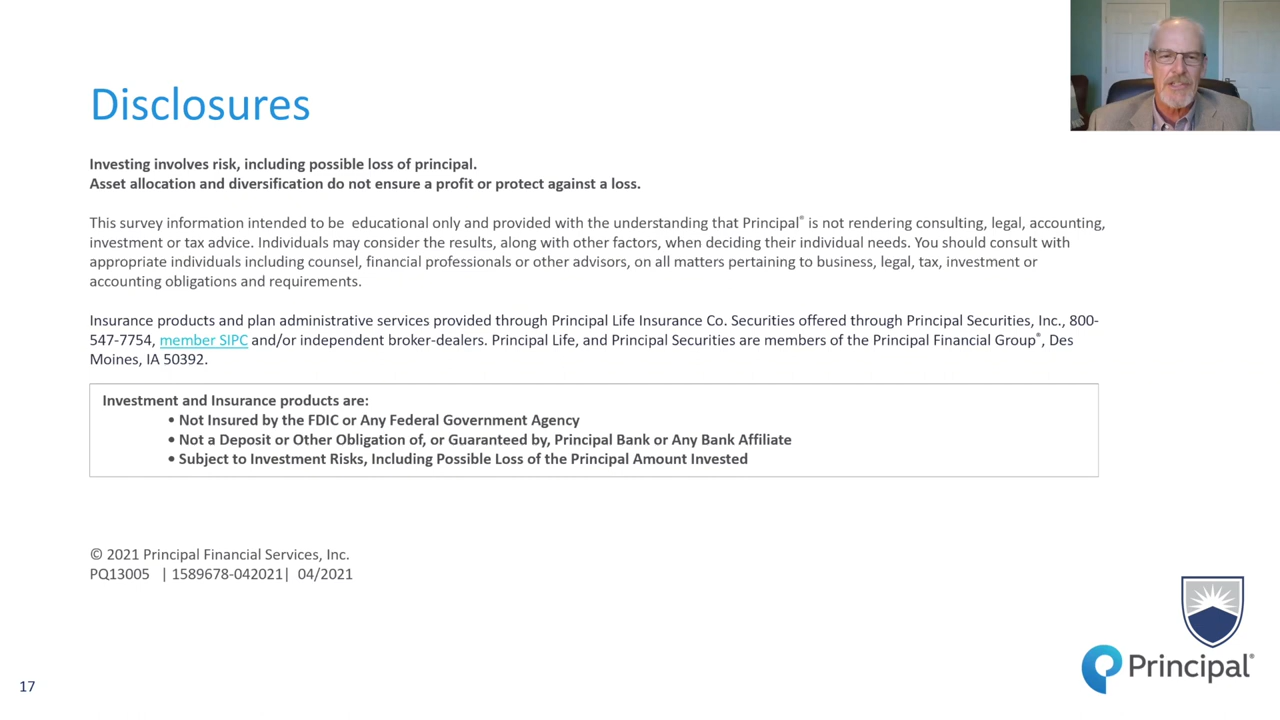 Disclosures
Investing involves risk, including possible loss of principal.
Asset allocation and diversification do not ensure a profit or protect against a loss.
This survey information intended to be  educational only and provided with the understanding that Principal® is not rendering consulting, legal, accounting,
investment or tax advice. Individuals may consider the results, along with other factors, when deciding their individual needs. You should consult with
appropriate individuals including counsel, financial professionals or other advisors, on all matters pertaining to business, legal, tax, investment or
accounting obligations and requirements.
Insurance products and plan administrative services provided through Principal Life Insurance Co. Securities offered through Principal Securities, Inc., 800-
547-7754, member SIPC and/or independent broker-dealers. Principal Life, and Principal Securities are members of the Principal Financial Group®, Des
Moines, IA 50392.
Investment and Insurance products are:
• Not Insured by the FDIC or Any Federal Government Agency
• Not a Deposit or Other Obligation of, or Guaranteed by, Principal Bank or Any Bank Affiliate
• Subject to Investment Risks, Including Possible Loss of the Principal Amount Invested
© 2021 Principal Financial Services, Inc.
PQ13005 | 1589678-042021| 04/2021
Principal®
17